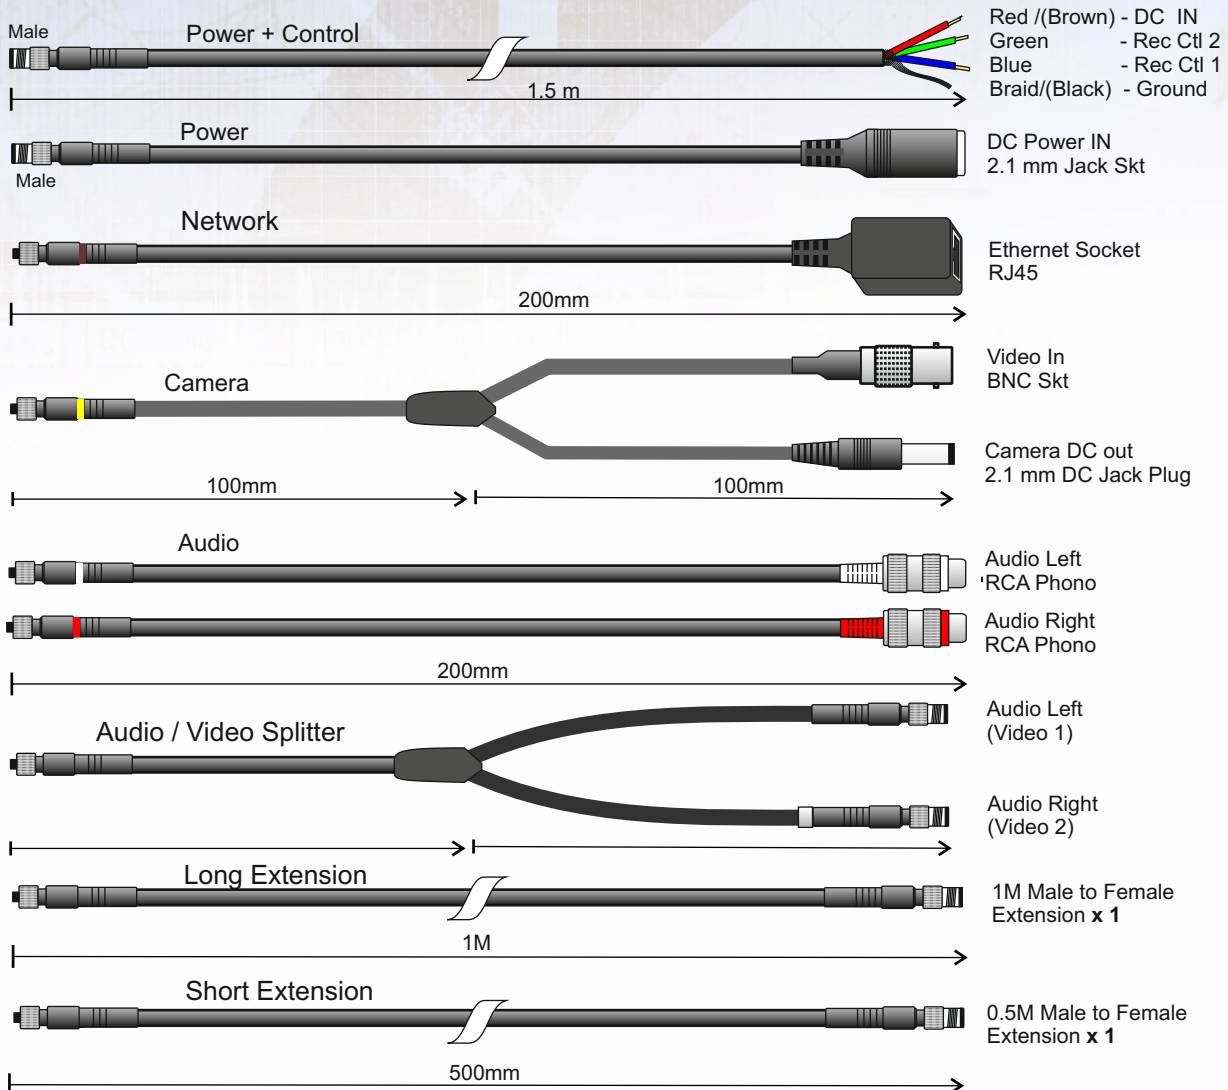 Male
Power + Control
Red /(Brown) - DC IN
Green - Rec Ctl 2
Blue - Rec Ctl 1
Braid/(Black) - Ground
1.5 m
Power
Male
DC Power IN
2.1 mm Jack Skt
Network
Ethernet Socket
RJ45
200mm
Camera
Video In
BNC Skt
Camera DC out
2.1 mm DC Jack Plug
100mm
100mm
Audio
Audio Left
RCA Phono
Audio Right
RCA Phono
200mm
Audio / Video Splitter
Audio Left
(Video 1)
Audio Right
(Video 2)
Long Extension
1M Male to Female
Extension x 1
1M
Short Extension
0.5M Male to Female
Extension x 1
500mm